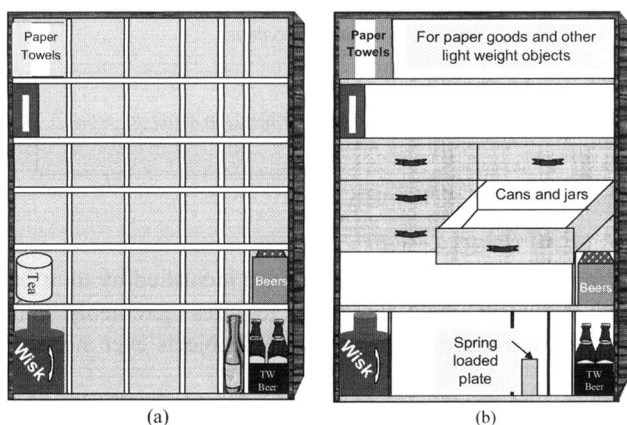 Paper
Towels
Tea
Beers
Wisk
TW
Beer
(a)
Paper
Towels
For paper goods and other
light weight objects
Cans and jars
Beers
Wisk
Spring
loaded
plate
TW
Beer
(b)